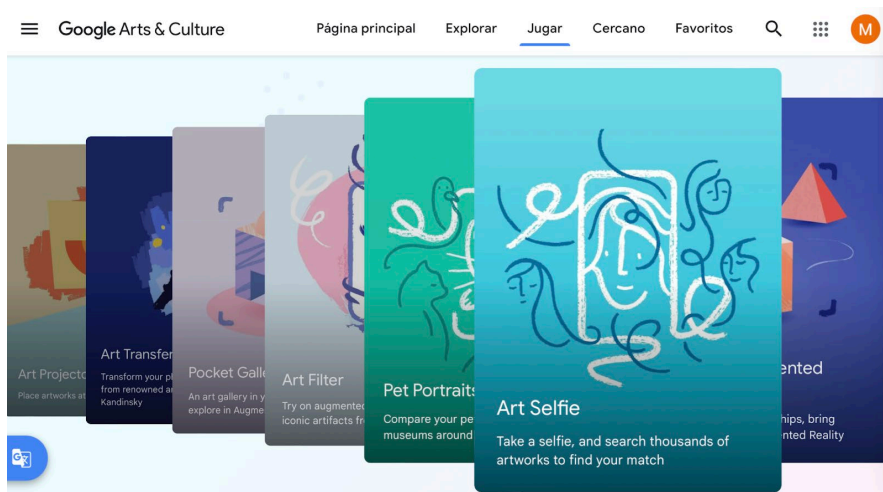 Google Arts & Culture
Página principal
Explorar
Jugar
Cercano
Favoritos
M
Art Projecto
Place artworks at
Art Transfer
Transform your ph
from renowned ar
Kandinsky
Pocket Galle
An art gallery in y
explore in Augme
Art Filter
Try on augmented
iconic artifacts fr
Pet Portraits
Compare your pe
museums around
Art Selfie
Take a selfie, and search thousands of
artworks to find your match
ented
hips, bring
ented Reality